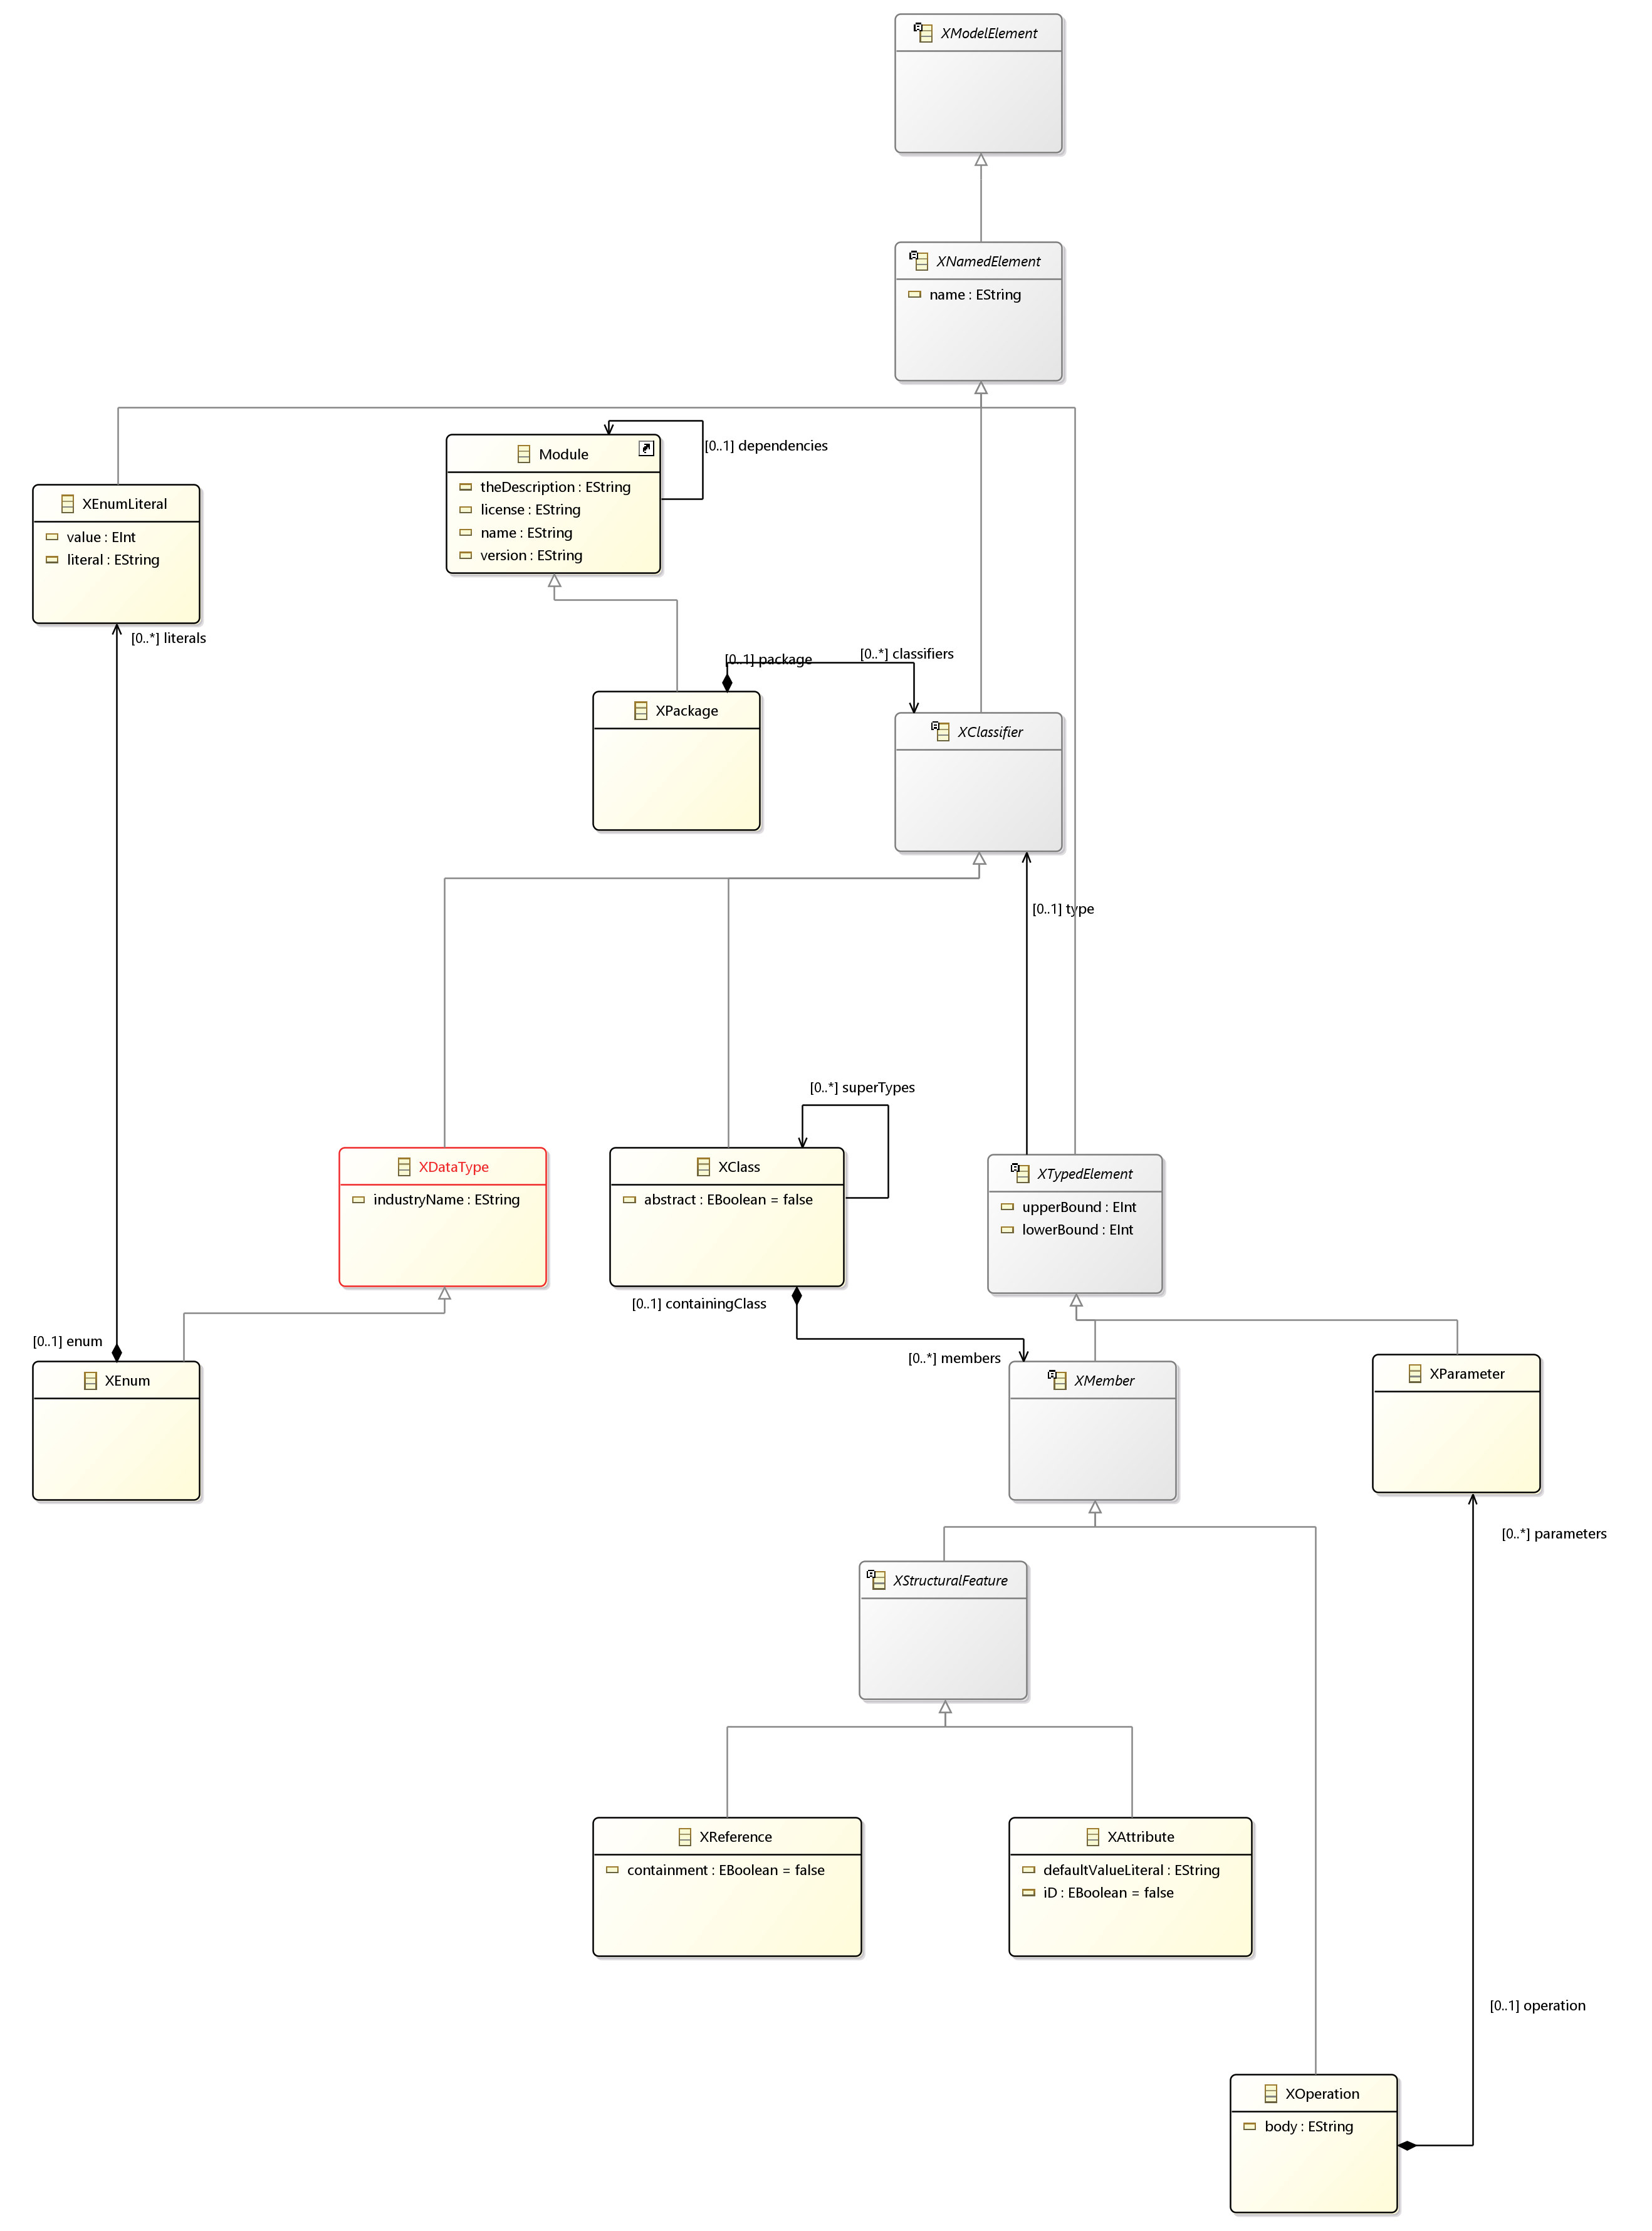 XModelElement
XNamedElement
name : EString
Module
[0..1] dependencies
theDescription : EString
license : EString
name : EString
version : EString
XEnumLiteral
value : EInt
literal : EString
[0..*] literals
[0..1] package
[0..*] classifiers
XPackage
XClassifier
[0..1] type
[0..*] superTypes
XDataType
industryName : EString
XClass
abstract : EBoolean = false
XTypedElement
upperBound : EInt
lowerBound : EInt
[0..1] containingClass
[0..1] enum
[0..*] members
XEnum
XMember
XParameter
[0..*] parameters
XStructuralFeature
XReference
containment : EBoolean = false
XAttribute
defaultValueLiteral : EString
iD : EBoolean = false
[0..1] operation
XOperation
body : EString